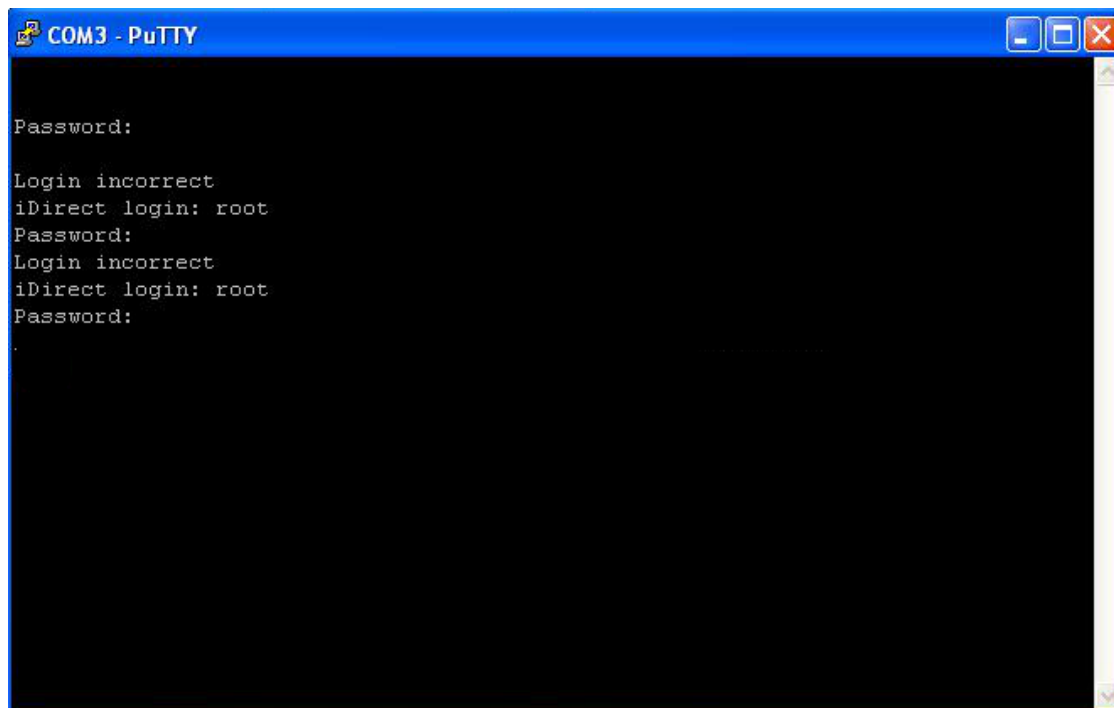 COM3 - PuTTY
Password:
Login incorrect
iDirect login: root
Password:
Login incorrect
iDirect login: root
Password: